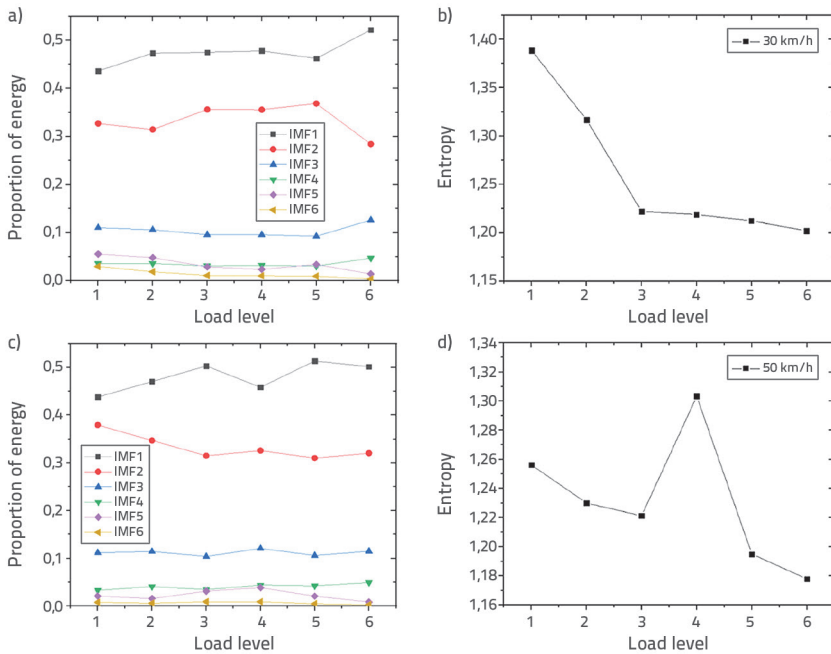 a)
Proportion of energy
0,5
0,4
0,3
0,2
0,1
0,0
IMF1
IMF2
IMF3
IMF4
IMF5
IMF6
1 2 3 4 5 6
Load level
b)
Entropy
1,40
1,35
1,30
1,25
1,20
1,15
30 km/h
1 2 3 4 5 6
Load level
c)
Proportion of energy
0,5
0,4
0,3
0,2
0,1
0,0
IMF1
IMF2
IMF3
IMF4
IMF5
IMF6
1 2 3 4 5 6
Load level
d)
Entropy
1,34
1,32
1,30
1,28
1,26
1,24
1,22
1,20
1,18
1,16
50 km/h
1 2 3 4 5 6
Load level